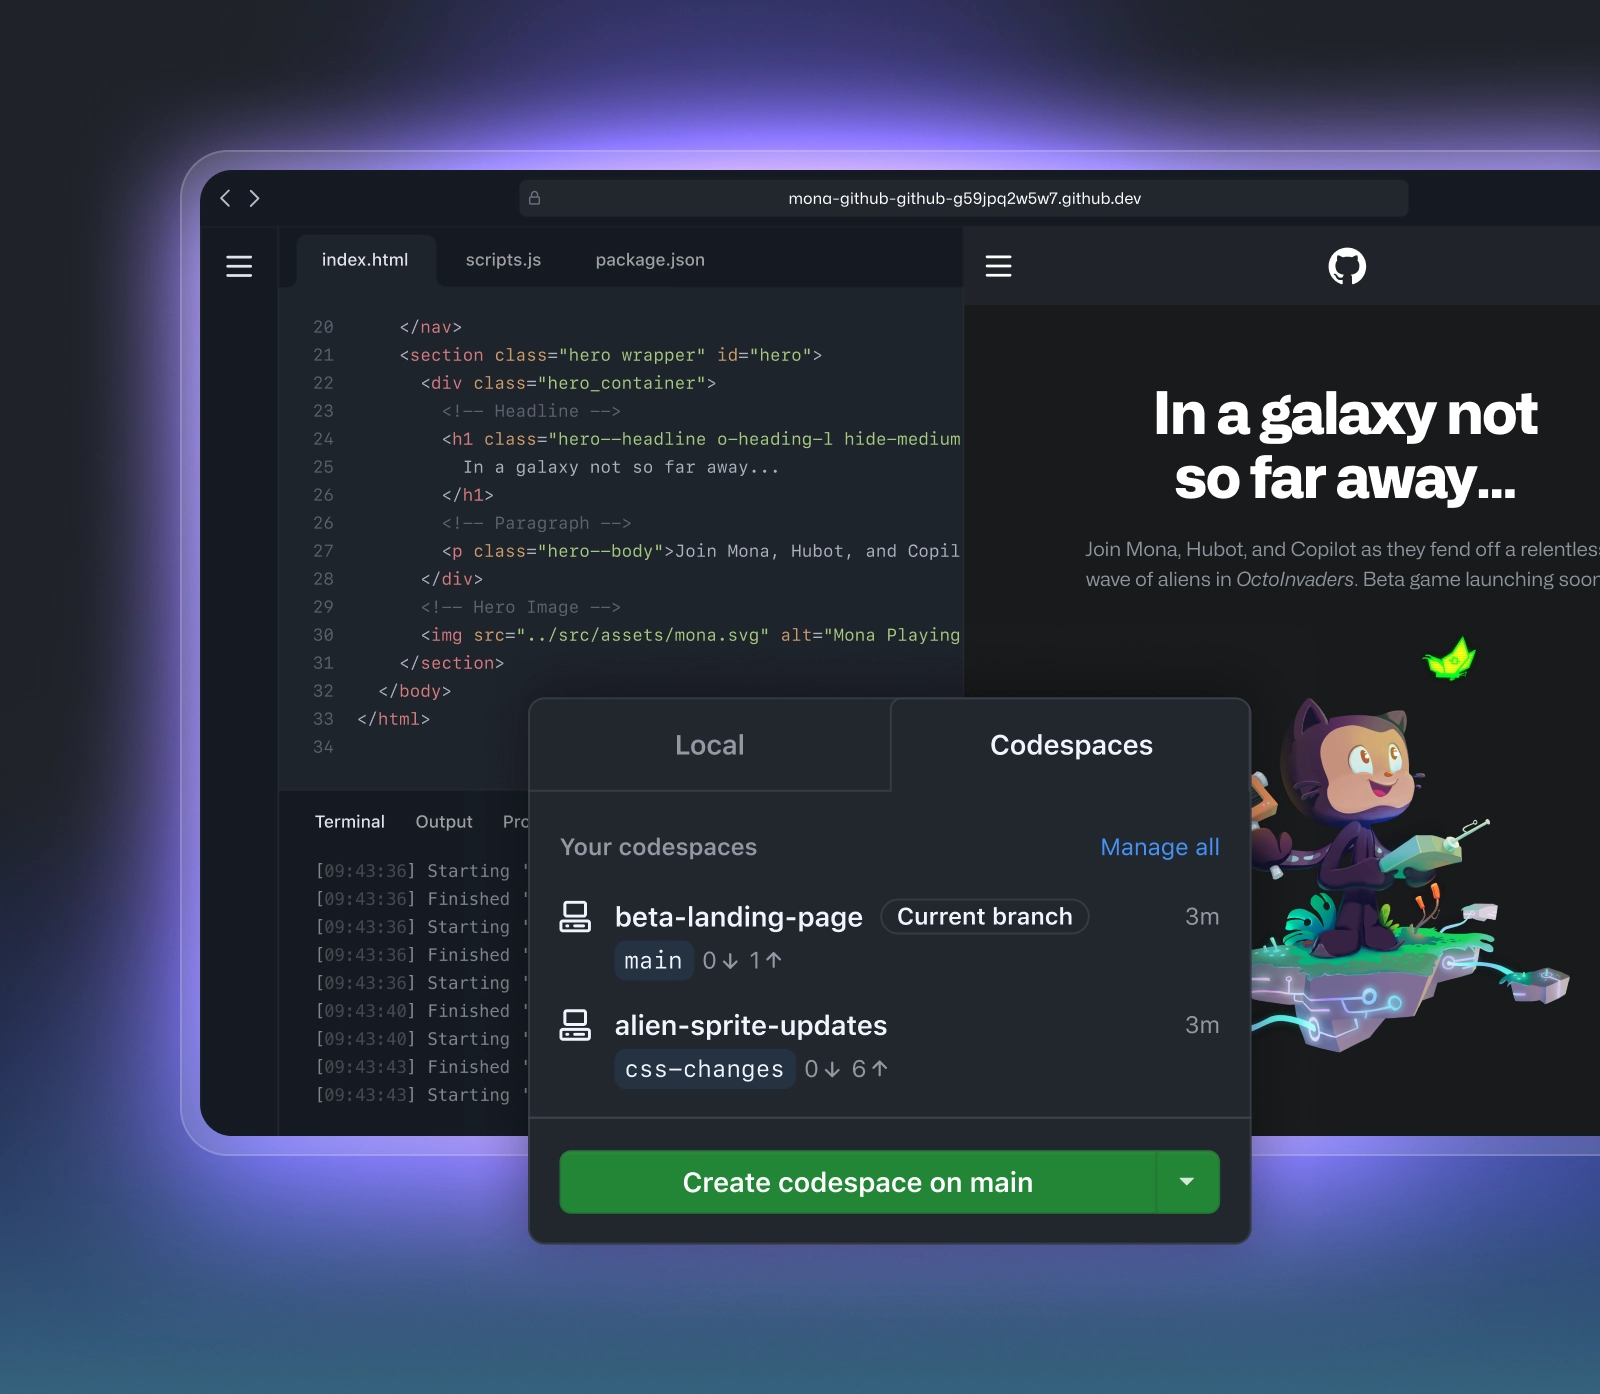 mona-github-github-g59jpq2w5w7.github.dev
index.html scripts.js package.json
20 </nav>
21 <section class="hero wrapper" id="hero">
22 <div class="hero_container">
23 <!-- Headline -->
24 <h1 class="hero--headline o-heading-l hide-medium
25 In a galaxy not so far away...
26 </h1>
26 <!-- Paragraph -->
27 <p class="hero--body">Join Mona, Hubot, and Copil
28 </div>
29 <!-- Hero Image -->
30 <img src="../src/assets/mona.svg" alt="Mona Playing
31 </section>
32 </body>
33 </html>
34
Terminal Output Pro
[09:43:36] Starting '
[09:43:36] Finished '
[09:43:36] Starting '
[09:43:36] Finished '
[09:43:36] Starting '
[09:43:40] Finished '
[09:43:40] Starting '
[09:43:43] Finished '
[09:43:43] Starting '
In a galaxy not
so far away...
Join Mona, Hubot, and Copilot as they fend off a relentless
wave of aliens in OctoInvaders. Beta game launching soon
Local Codespaces
Your codespaces Manage all
beta-landing-page Current branch 3m
main 0↓ 1↑
alien-sprite-updates 3m
css-changes 0↓ 6↑
Create codespace on main